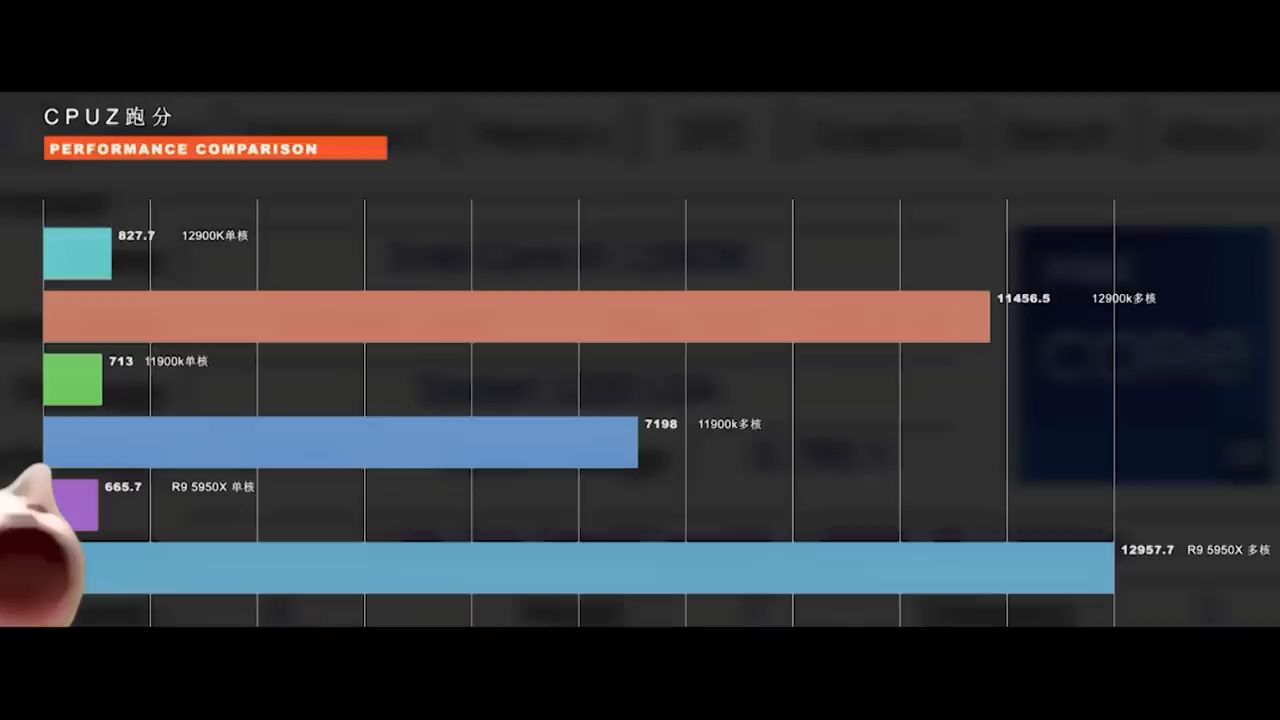 CPUZ跑分
PERFORMANCE COMPARISON
827.7 12900K单核
11456.5 12900k多核
713 11900k单核
7198 11900k多核
665.7 R9 5950X 单核
12957.7 R9 5950X 多核